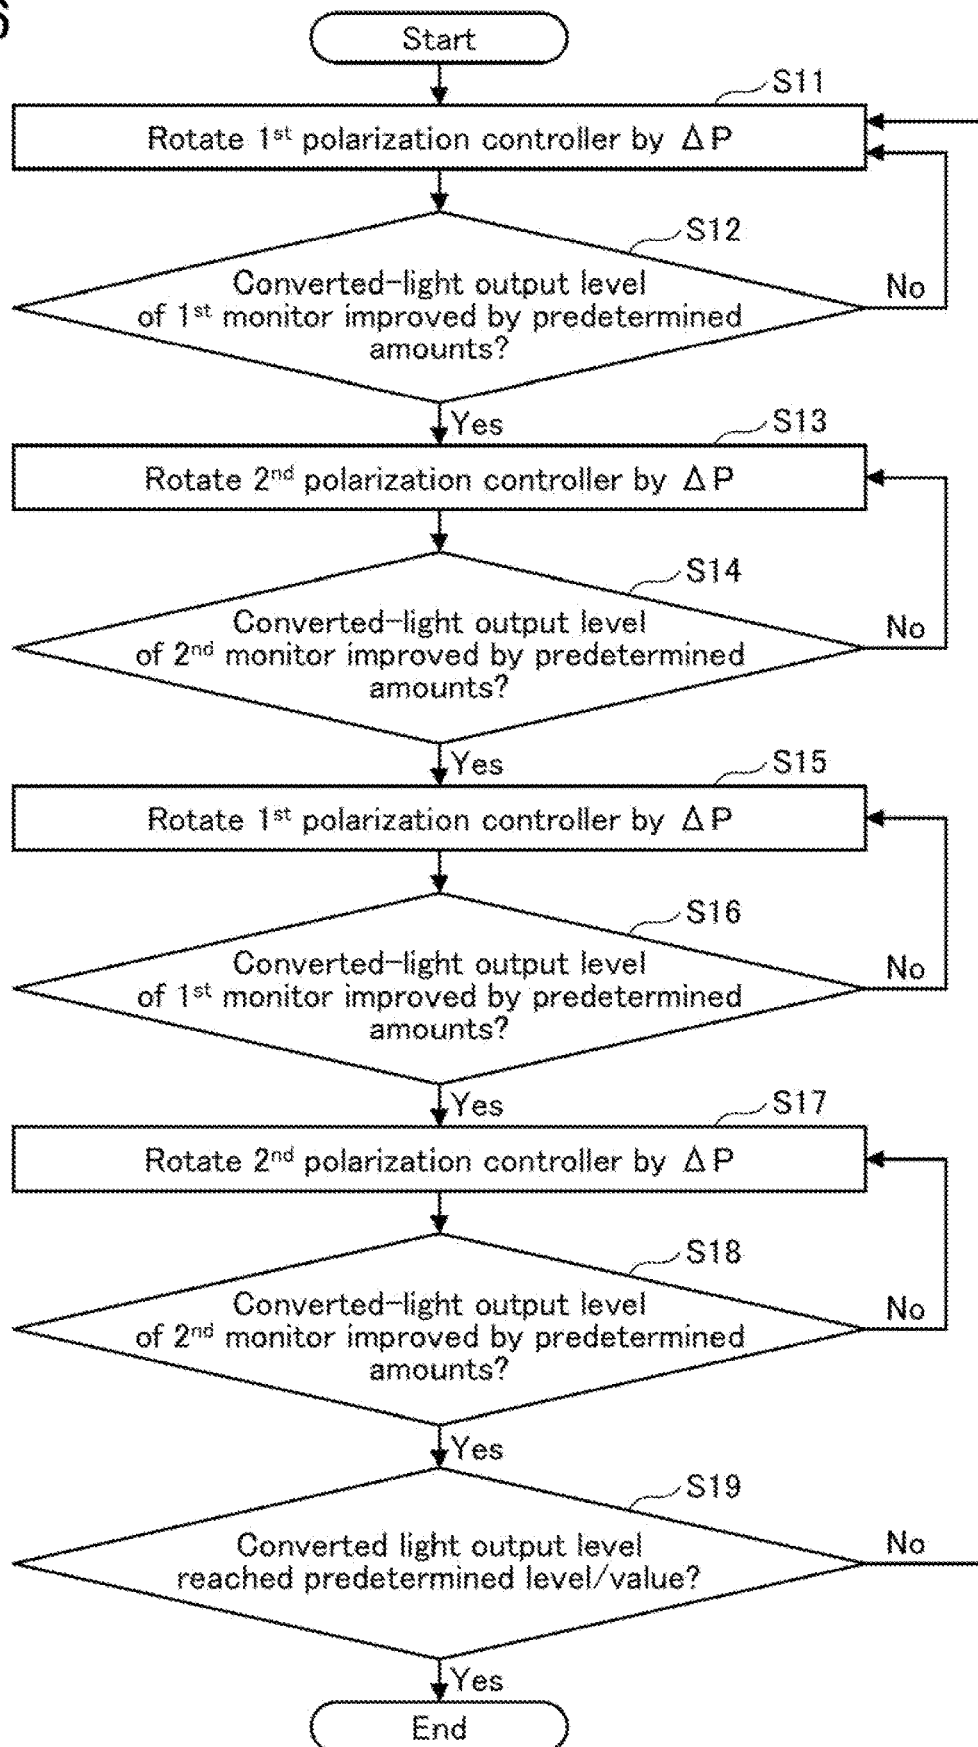 6
Start
S11
Rotate 1st polarization controller by ΔP
S12
Converted-light output level
of 1st monitor improved by predetermined
amounts?
No
Yes
S13
Rotate 2nd polarization controller by ΔP
S14
Converted-light output level
of 2nd monitor improved by predetermined
amounts?
No
Yes
S15
Rotate 1st polarization controller by ΔP
S16
Converted-light output level
of 1st monitor improved by predetermined
amounts?
No
Yes
S17
Rotate 2nd polarization controller by ΔP
S18
Converted-light output level
of 2nd monitor improved by predetermined
amounts?
No
Yes
S19
Converted light output level
reached predetermined level/value?
No
Yes
End